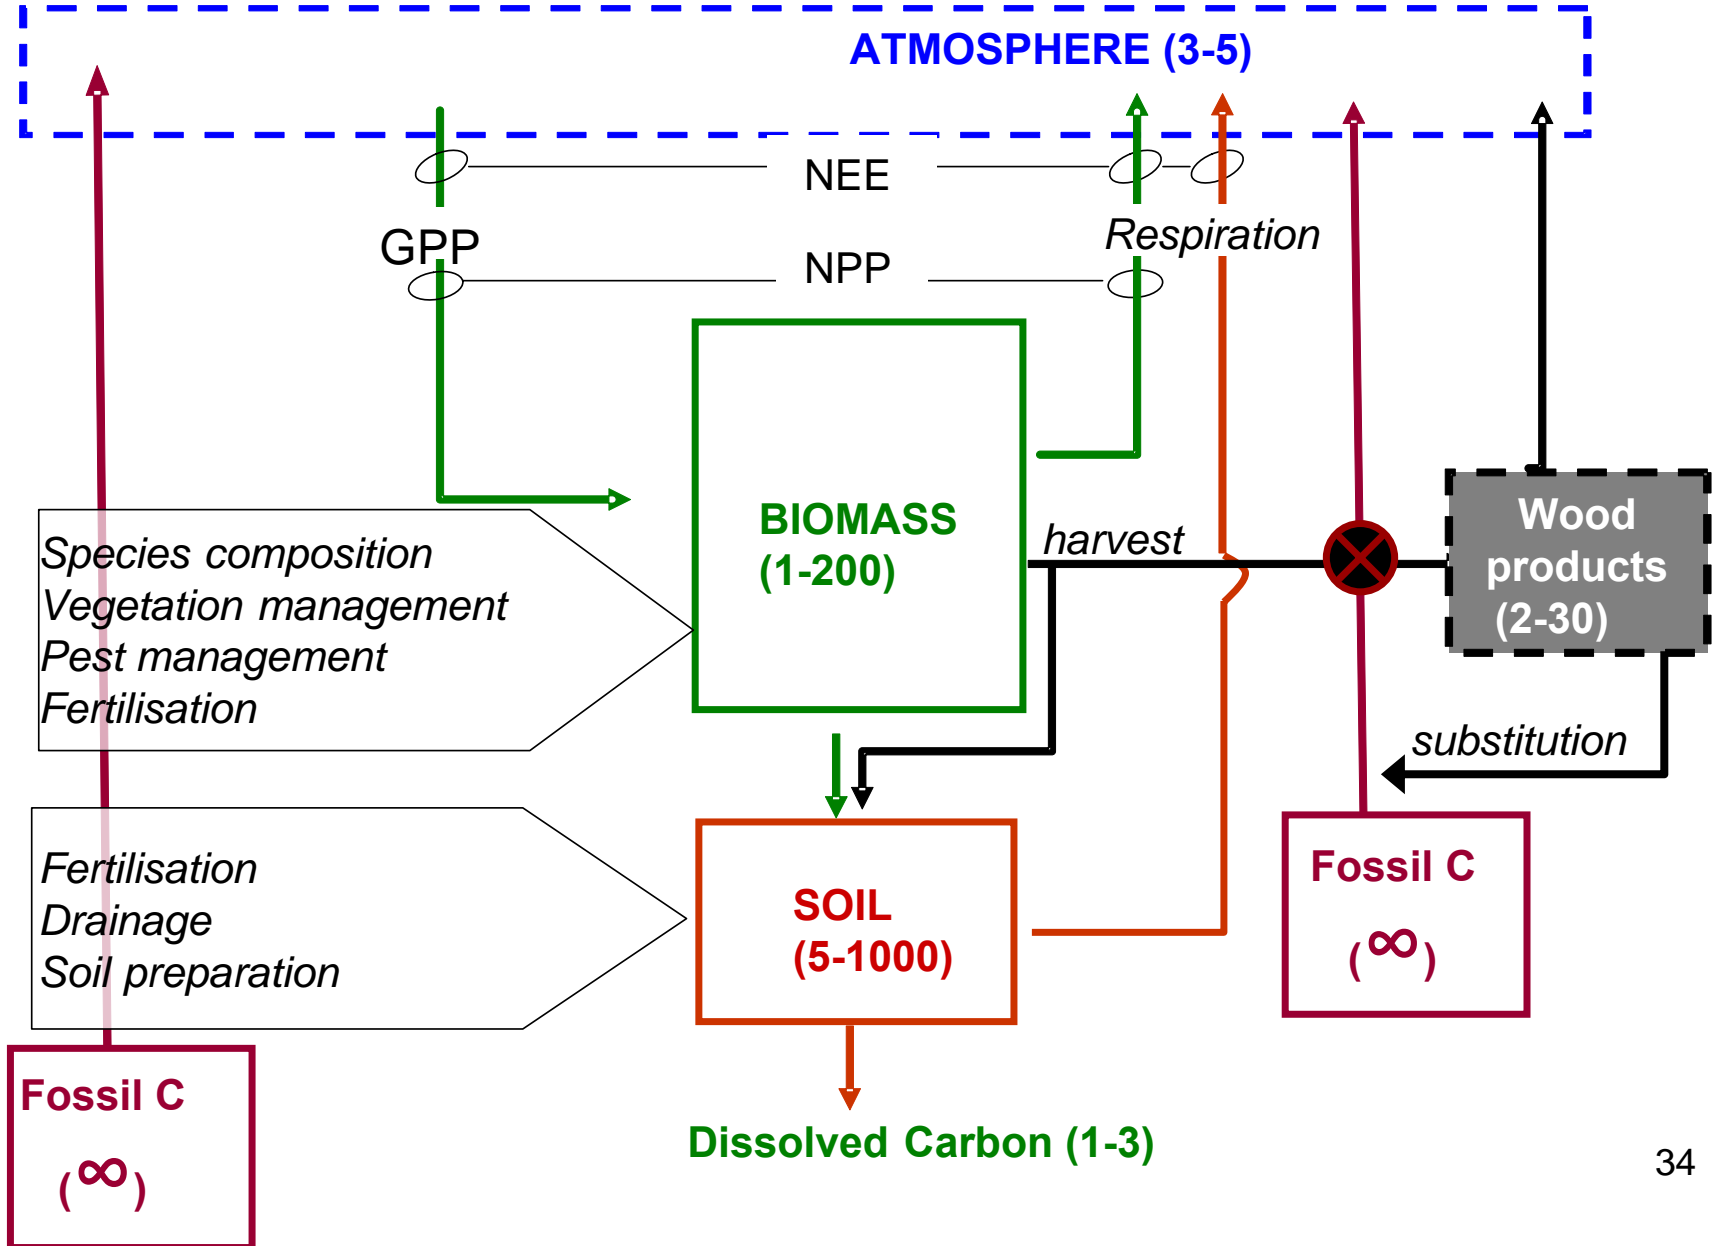 ATMOSPHERE (3-5)
NEE
GPP
Respiration
NPP
BIOMASS
(1-200)
harvest
Wood
products
(2-30)
Species composition
Vegetation management
Pest management
Fertilisation
substitution
Fertilisation
Drainage
Soil preparation
SOIL
(5-1000)
Fossil C
(∞)
Fossil C
(∞)
Dissolved Carbon (1-3)
34